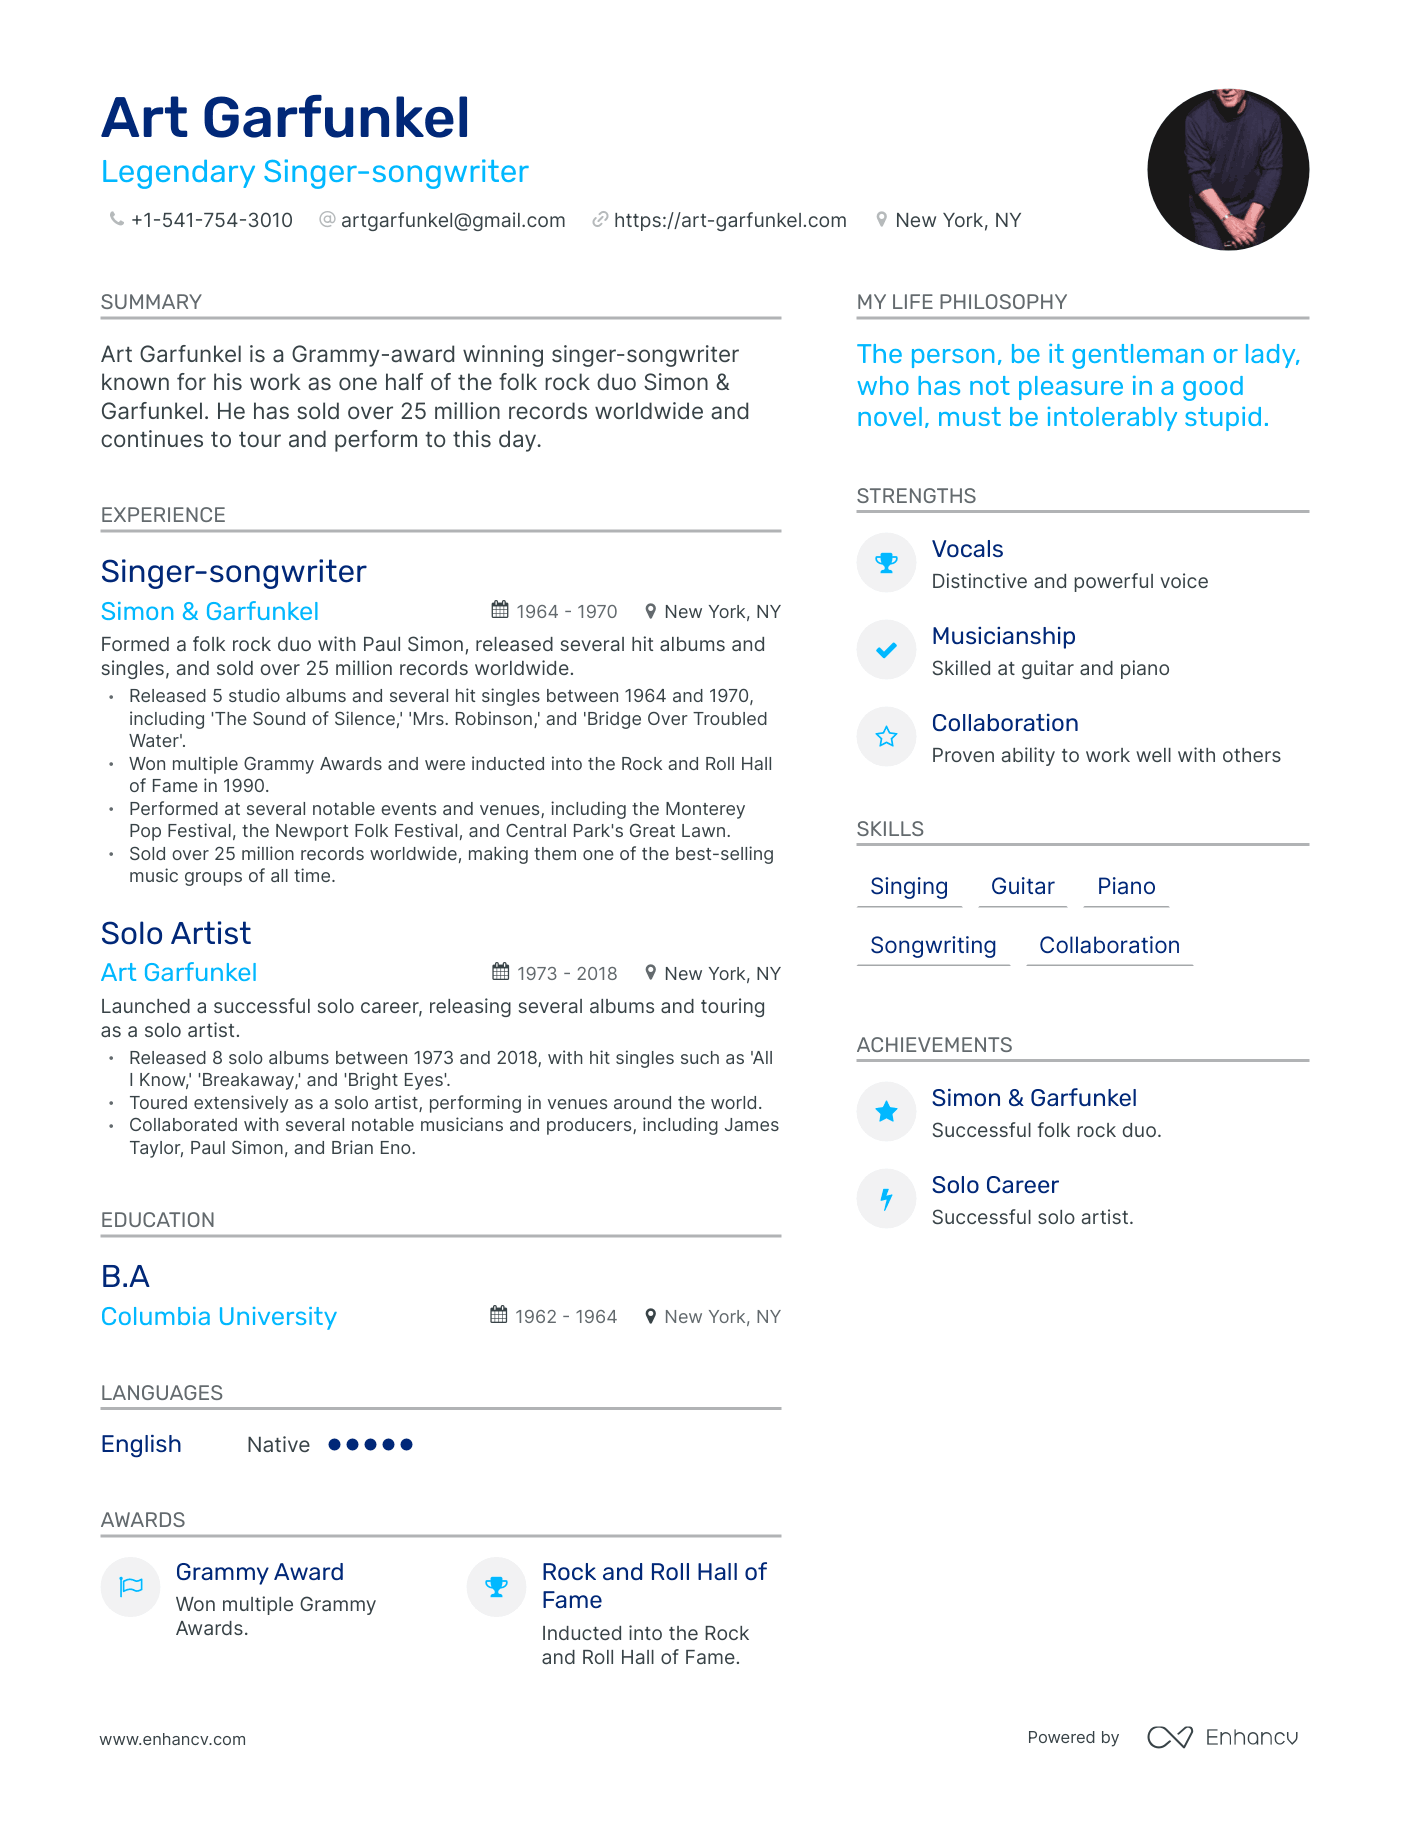 Art Garfunkel
Legendary Singer-songwriter
+1-541-754-3010 @ artgarfunkel@gmail.com https://art-garfunkel.com New York, NY
SUMMARY
Art Garfunkel is a Grammy-award winning singer-songwriter
known for his work as one half of the folk rock duo Simon &
Garfunkel. He has sold over 25 million records worldwide and
continues to tour and perform to this day.
EXPERIENCE
Singer-songwriter
Simon & Garfunkel 1964 - 1970 New York, NY
Formed a folk rock duo with Paul Simon, released several hit albums and
singles, and sold over 25 million records worldwide.
• Released 5 studio albums and several hit singles between 1964 and 1970,
including 'The Sound of Silence,' 'Mrs. Robinson,' and 'Bridge Over Troubled
Water'.
• Won multiple Grammy Awards and were inducted into the Rock and Roll Hall
of Fame in 1990.
• Performed at several notable events and venues, including the Monterey
Pop Festival, the Newport Folk Festival, and Central Park's Great Lawn.
• Sold over 25 million records worldwide, making them one of the best-selling
music groups of all time.
Solo Artist
Art Garfunkel 1973 - 2018 New York, NY
Launched a successful solo career, releasing several albums and touring
as a solo artist.
• Released 8 solo albums between 1973 and 2018, with hit singles such as 'All
I Know,' 'Breakaway,' and 'Bright Eyes'.
• Toured extensively as a solo artist, performing in venues around the world.
• Collaborated with several notable musicians and producers, including James
Taylor, Paul Simon, and Brian Eno.
EDUCATION
B.A
Columbia University 1962 - 1964 New York, NY
LANGUAGES
English Native
AWARDS
Grammy Award
Won multiple Grammy
Awards.
Rock and Roll Hall of
Fame
Inducted into the Rock
and Roll Hall of Fame.
MY LIFE PHILOSOPHY
The person, be it gentleman or lady,
who has not pleasure in a good
novel, must be intolerably stupid.
STRENGTHS
Vocals
Distinctive and powerful voice
Musicianship
Skilled at guitar and piano
Collaboration
Proven ability to work well with others
SKILLS
Singing Guitar Piano
Songwriting Collaboration
ACHIEVEMENTS
Simon & Garfunkel
Successful folk rock duo.
Solo Career
Successful solo artist.
www.enhancv.com
Powered by Enhancv